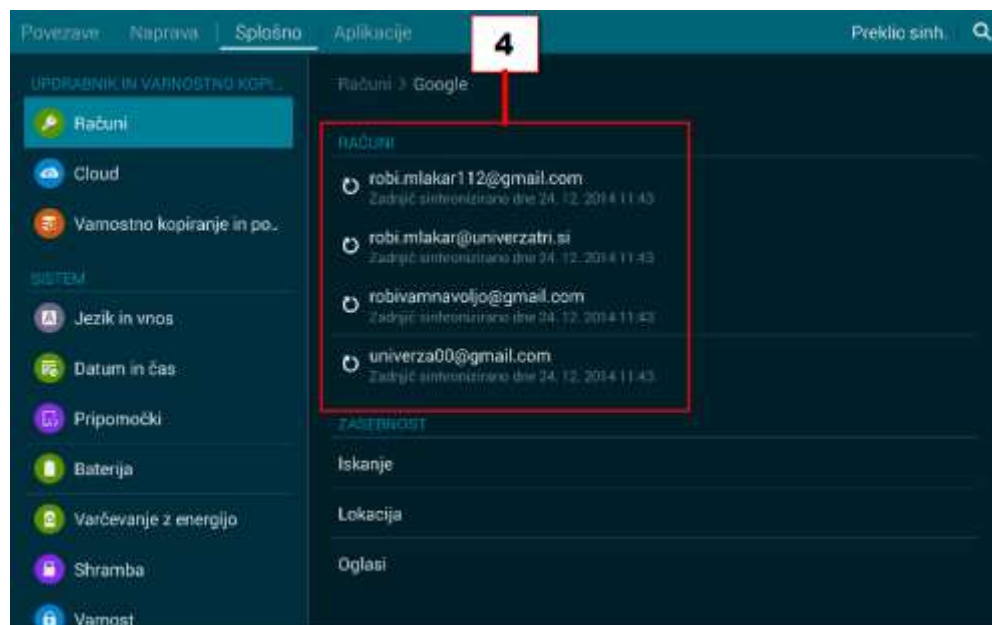 Povezave Naprava Splošno Aplikacije Preklic sinh.
4
UPORABNIK IN VARNOSTNO KOPI...
Računi > Google
Računi
RAČUNI
Cloud
robi.mlakar112@gmail.com
Zadnjič sinhronizirano dne 24. 12. 2014 11:43
Varnostno kopiranje in po..
robi.mlakar@univerzatri.si
Zadnjič sinhronizirano dne 24. 12. 2014 11:43
SISTEM
robivamnavoljo@gmail.com
Zadnjič sinhronizirano dne 24. 12. 2014 11:43
Jezik in vnos
univerza00@gmail.com
Zadnjič sinhronizirano dne 24. 12. 2014 11:43
Datum in čas
Pripomočki
ZASEBNOST
Baterija
Iskanje
Varčevanje z energijo
Lokacija
Shramba
Oglasi
Varnost